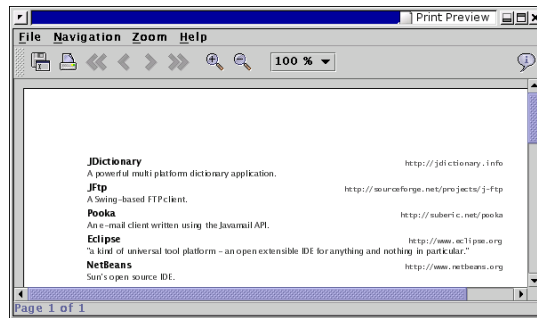 Print Preview
File Navigation Zoom Help
100 %
JDictionary http://jdictionary.info
A powerful multi platform dictionary application.
JFtp http://sourceforge.net/projects/j-ftp
A Swing-based FTP client.
Pooka http://suberic.net/pooka
An e-mail client written using the Javamail API.
Eclipse http://www.eclipse.org
"a kind of universal tool platform - an open extensible IDE for anything and nothing in particular."
NetBeans http://www.netbeans.org
Sun's open source IDE.
Page 1 of 1